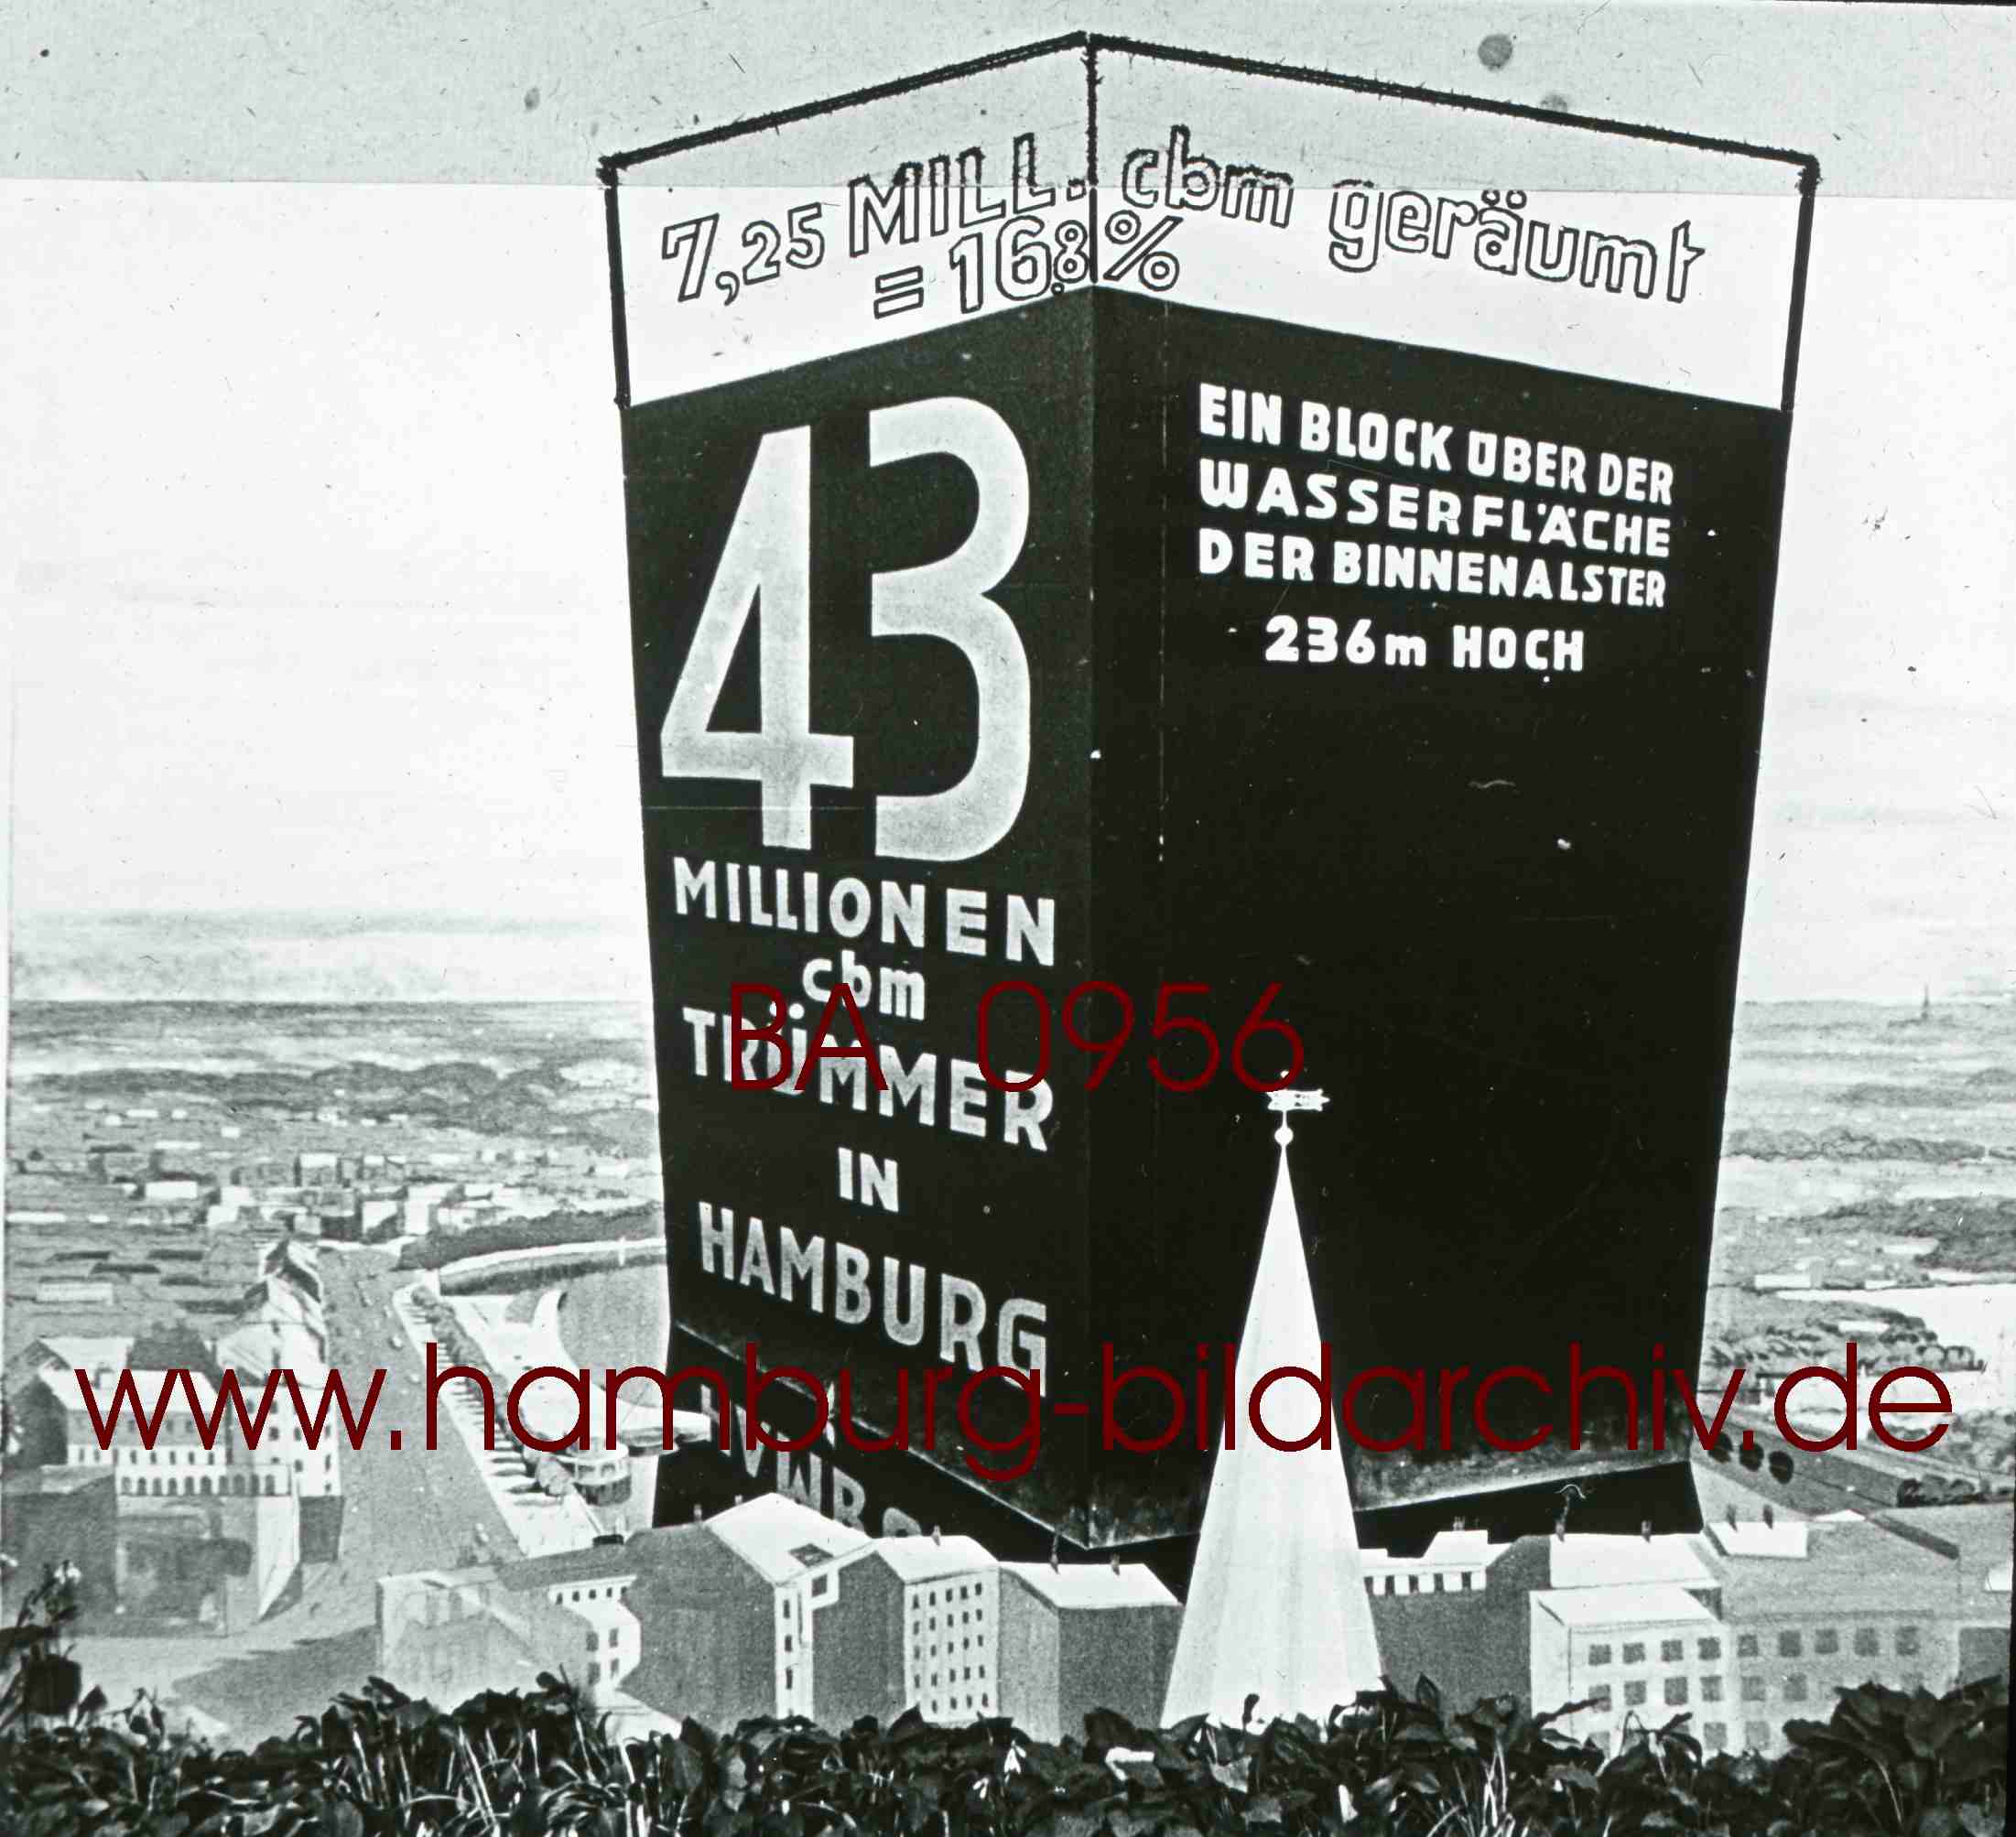 7,25 MILL. cbm geräumt
= 16,8 %
43
MILLIONEN
cbm
TRÜMMER
IN
HAMBURG
EIN BLOCK ÜBER DER
WASSERFLÄCHE
DER BINNENALSTER
236m HOCH
BA 0956
www.hamburg-bildarchiv.de